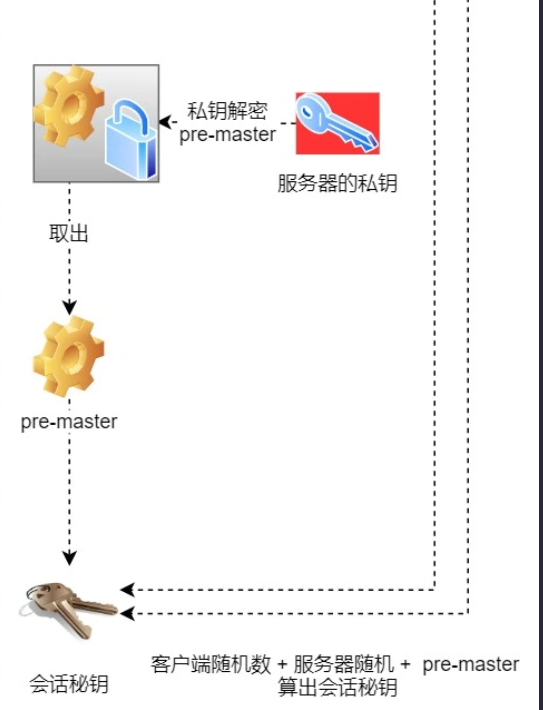 私钥解密
pre-master
服务器的私钥
取出
pre-master
会话秘钥
客户端随机数 + 服务器随机 + pre-master
算出会话秘钥